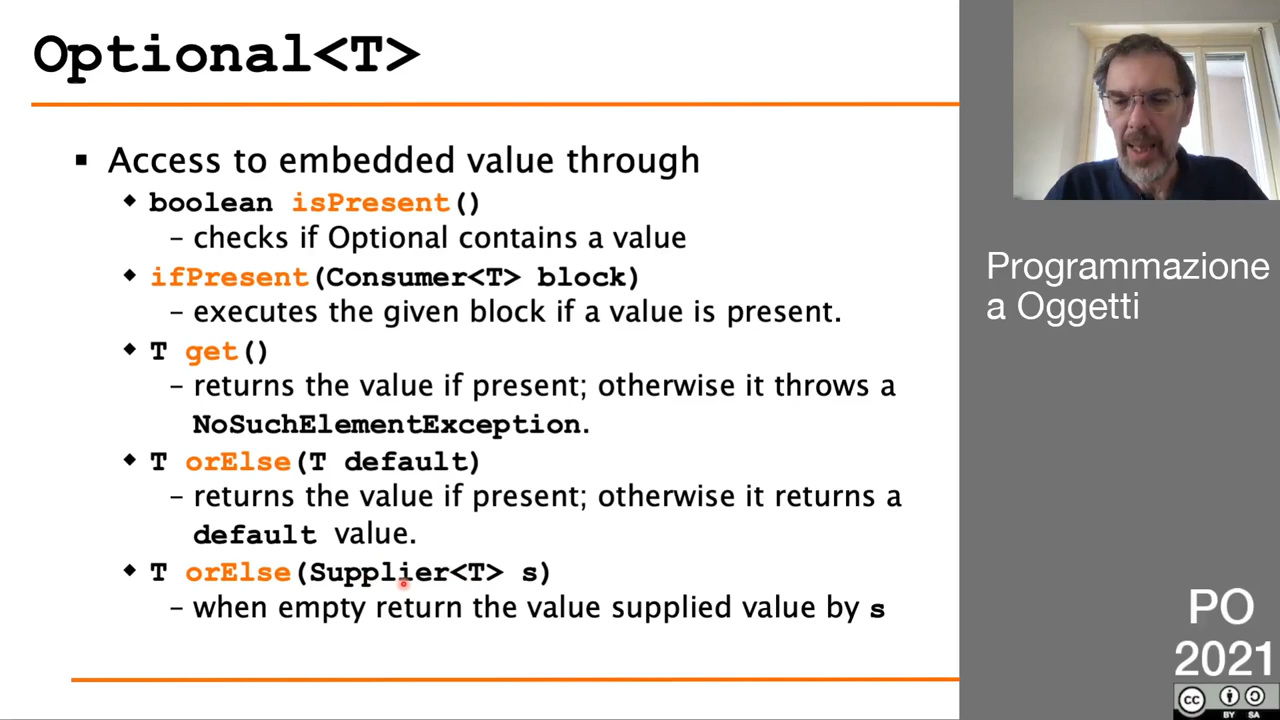 Optional<T>
▪ Access to embedded value through
◆ boolean isPresent()
– checks if Optional contains a value
◆ ifPresent(Consumer<T> block)
– executes the given block if a value is present.
◆ T get()
– returns the value if present; otherwise it throws a
NoSuchElementException.
◆ T orElse(T default)
– returns the value if present; otherwise it returns a
default value.
◆ T orElse(Supplier<T> s)
– when empty return the value supplied value by s
Programmazione
a Oggetti
PO
2021
cc
BY SA